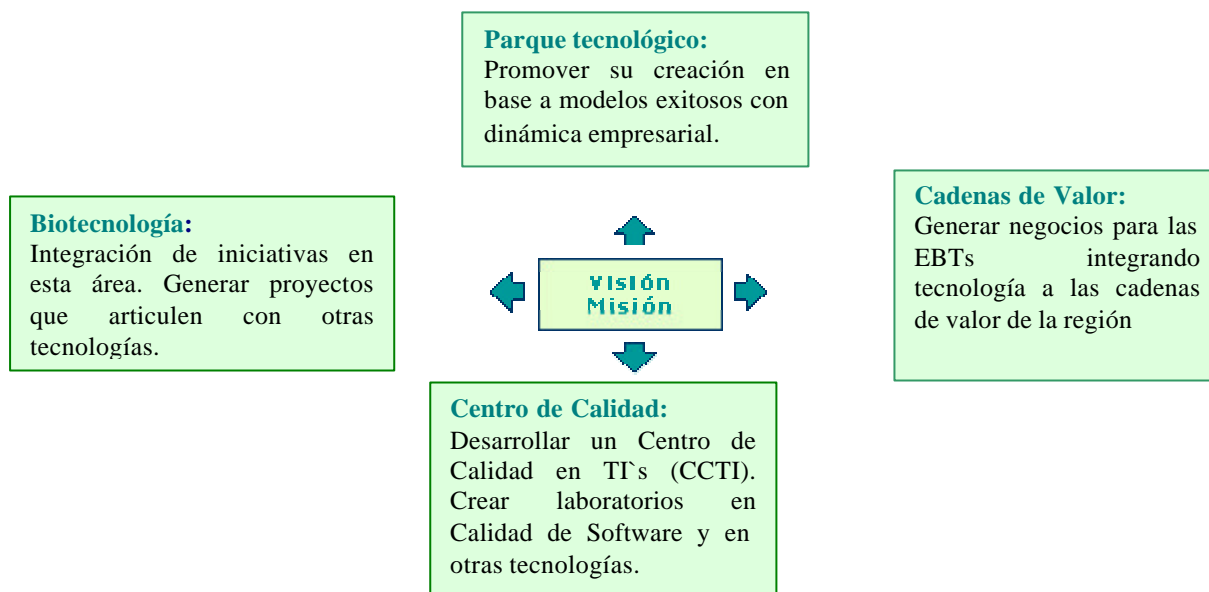 Parque tecnológico:
Promover su creación en
base a modelos exitosos con
dinámica empresarial.
Biotecnología:
Integración de iniciativas en
esta área. Generar proyectos
que articulen con otras
tecnologías.
Visión
Misión
Cadenas de Valor:
Generar negocios para las
EBTs integrando
tecnología a las cadenas
de valor de la región
Centro de Calidad:
Desarrollar un Centro de
Calidad en TI`s (CCTI).
Crear laboratorios en
Calidad de Software y en
otras tecnologías.